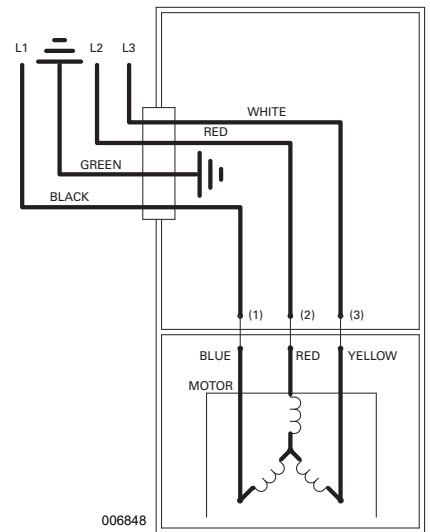 L1 L2 L3
WHITE
RED
GREEN
BLACK
(1) (2) (3)
BLUE RED YELLOW
MOTOR
006848